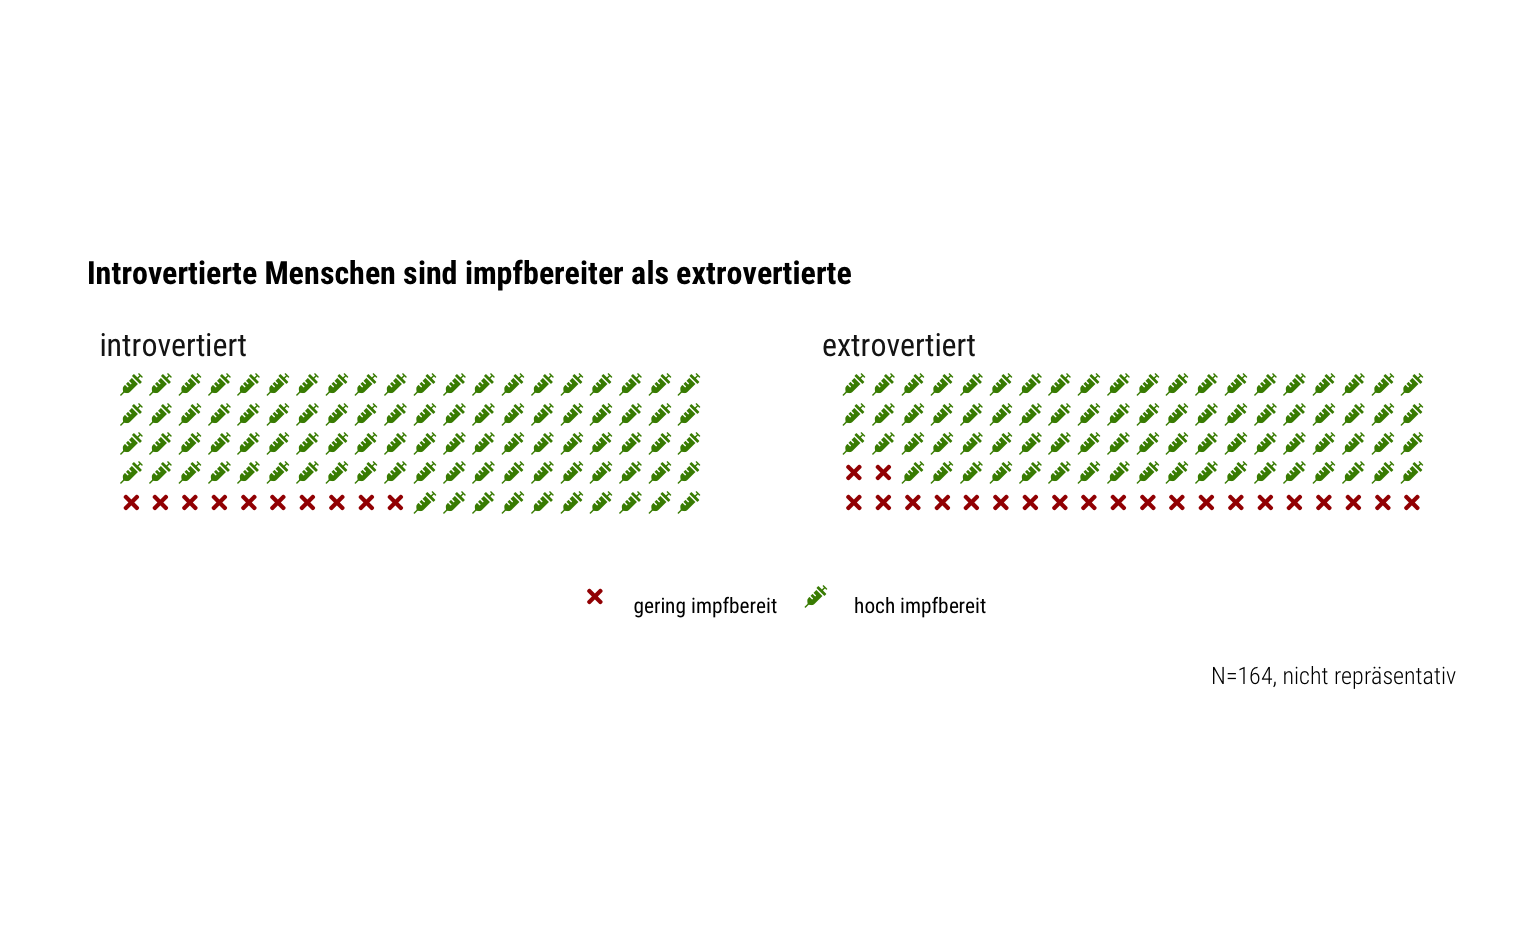 Introvertierte Menschen sind impfbereiter als extrovertierte
introvertiert
extrovertiert
gering impfbereit
hoch impfbereit
N=164, nicht repräsentativ